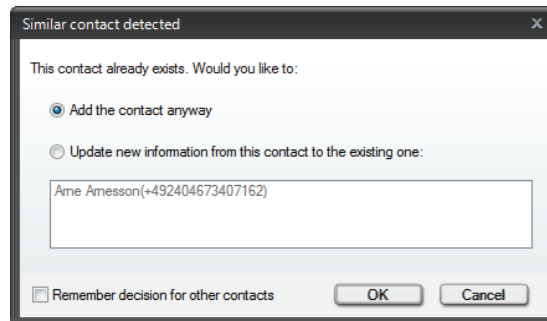 Similar contact detected
This contact already exists. Would you like to:
Add the contact anyway
Update new information from this contact to the existing one:
Arne Arnesson(+492404673407162)
Remember decision for other contacts
OK
Cancel